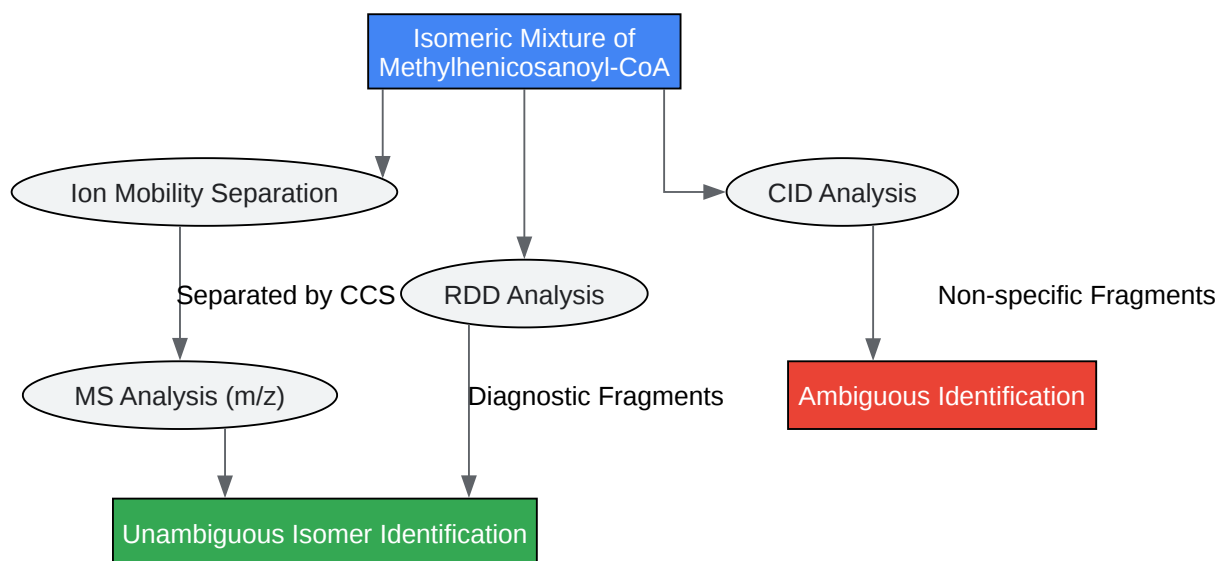 Isomeric Mixture of
Methylhenicosanoyl-CoA
Ion Mobility Separation
CID Analysis
Separated by CCS
RDD Analysis
Non-specific Fragments
MS Analysis (m/z)
Diagnostic Fragments
Ambiguous Identification
Unambiguous Isomer Identification